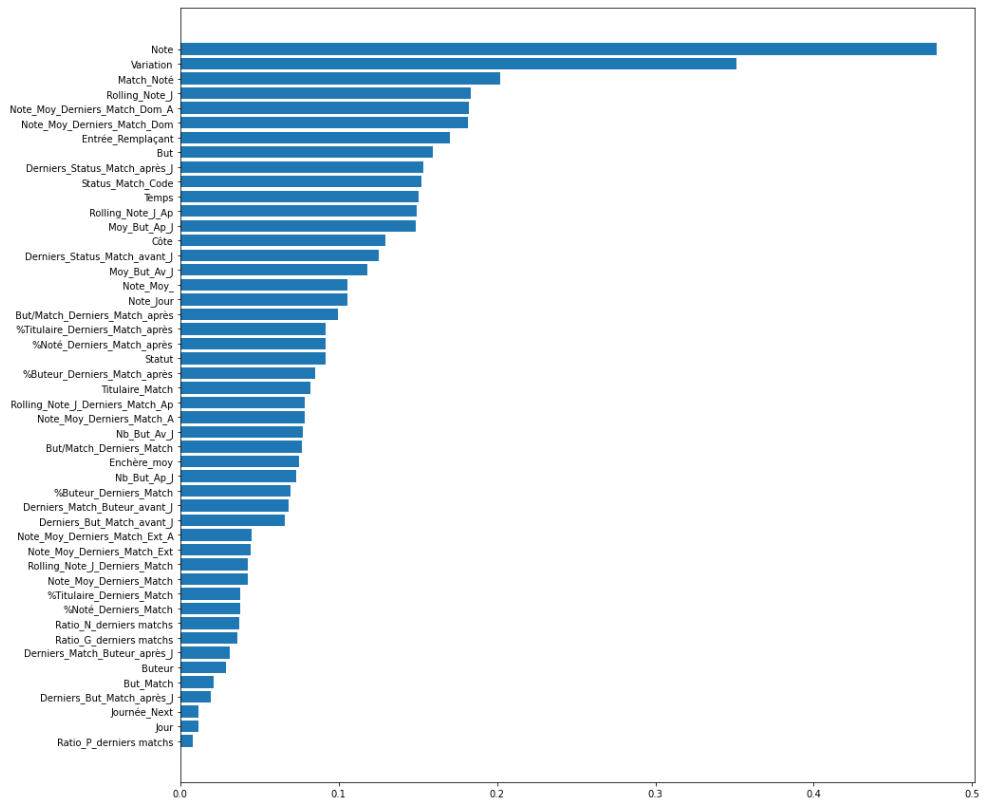 Note
Variation
Match_Noté
Rolling_Note_J
Note_Moy_Derniers_Match_Dom_A
Note_Moy_Derniers_Match_Dom
Entrée_Remplaçant
But
Derniers_Status_Match_après_J
Status_Match_Code
Temps
Rolling_Note_J_Ap
Moy_But_Ap_J
Côte
Derniers_Status_Match_avant_J
Moy_But_Av_J
Note_Moy_
Note_Jour
But/Match_Derniers_Match_après
%Titulaire_Derniers_Match_après
%Noté_Derniers_Match_après
Statut
%Buteur_Derniers_Match_après
Titulaire_Match
Rolling_Note_J_Derniers_Match_Ap
Note_Moy_Derniers_Match_A
Nb_But_Av_J
But/Match_Derniers_Match
Enchère_moy
Nb_But_Ap_J
%Buteur_Derniers_Match
Derniers_Match_Buteur_avant_J
Derniers_But_Match_avant_J
Note_Moy_Derniers_Match_Ext_A
Note_Moy_Derniers_Match_Ext
Rolling_Note_J_Derniers_Match
Note_Moy_Derniers_Match
%Titulaire_Derniers_Match
%Noté_Derniers_Match
Ratio_N_derniers matchs
Ratio_G_derniers matchs
Derniers_Match_Buteur_après_J
Buteur
But_Match
Derniers_But_Match_après_J
Journée_Next
Jour
Ratio_P_derniers matchs
0.0 0.1 0.2 0.3 0.4 0.5